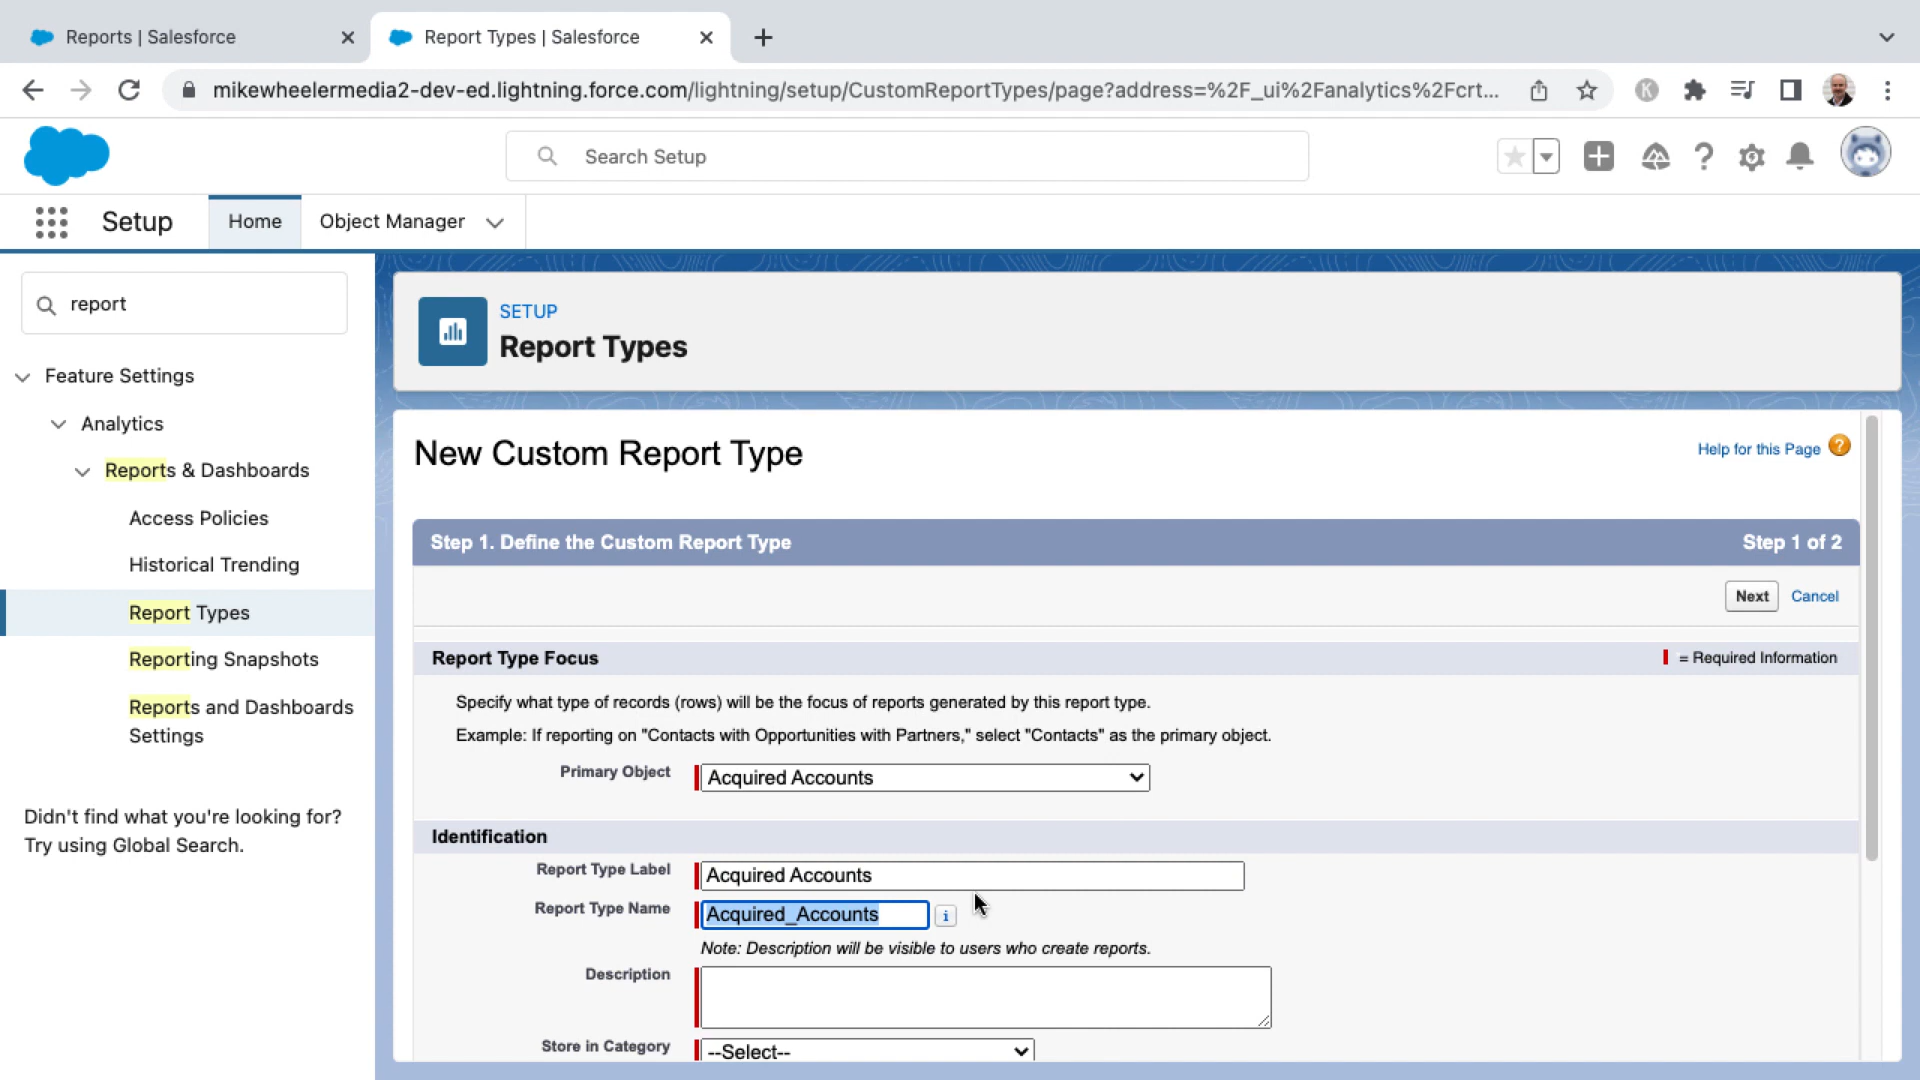 Reports | Salesforce
Report Types | Salesforce
mikewheelermedia2-dev-ed.lightning.force.com/lightning/setup/CustomReportTypes/page?address=%2F_ui%2Fanalytics%2Fcrt...
K
Search Setup
Setup
Home
Object Manager
report
Feature Settings
Analytics
Reports & Dashboards
Access Policies
Historical Trending
Report Types
Reporting Snapshots
Reports and Dashboards
Settings
Didn't find what you're looking for?
Try using Global Search.
SETUP
Report Types
New Custom Report Type
Help for this Page ?
Step 1. Define the Custom Report Type
Step 1 of 2
Next
Cancel
Report Type Focus
= Required Information
Specify what type of records (rows) will be the focus of reports generated by this report type.
Example: If reporting on "Contacts with Opportunities with Partners," select "Contacts" as the primary object.
Primary Object
Acquired Accounts
Identification
Report Type Label
Acquired Accounts
Report Type Name
Acquired_Accounts
i
Note: Description will be visible to users who create reports.
Description
Store in Category
--Select--